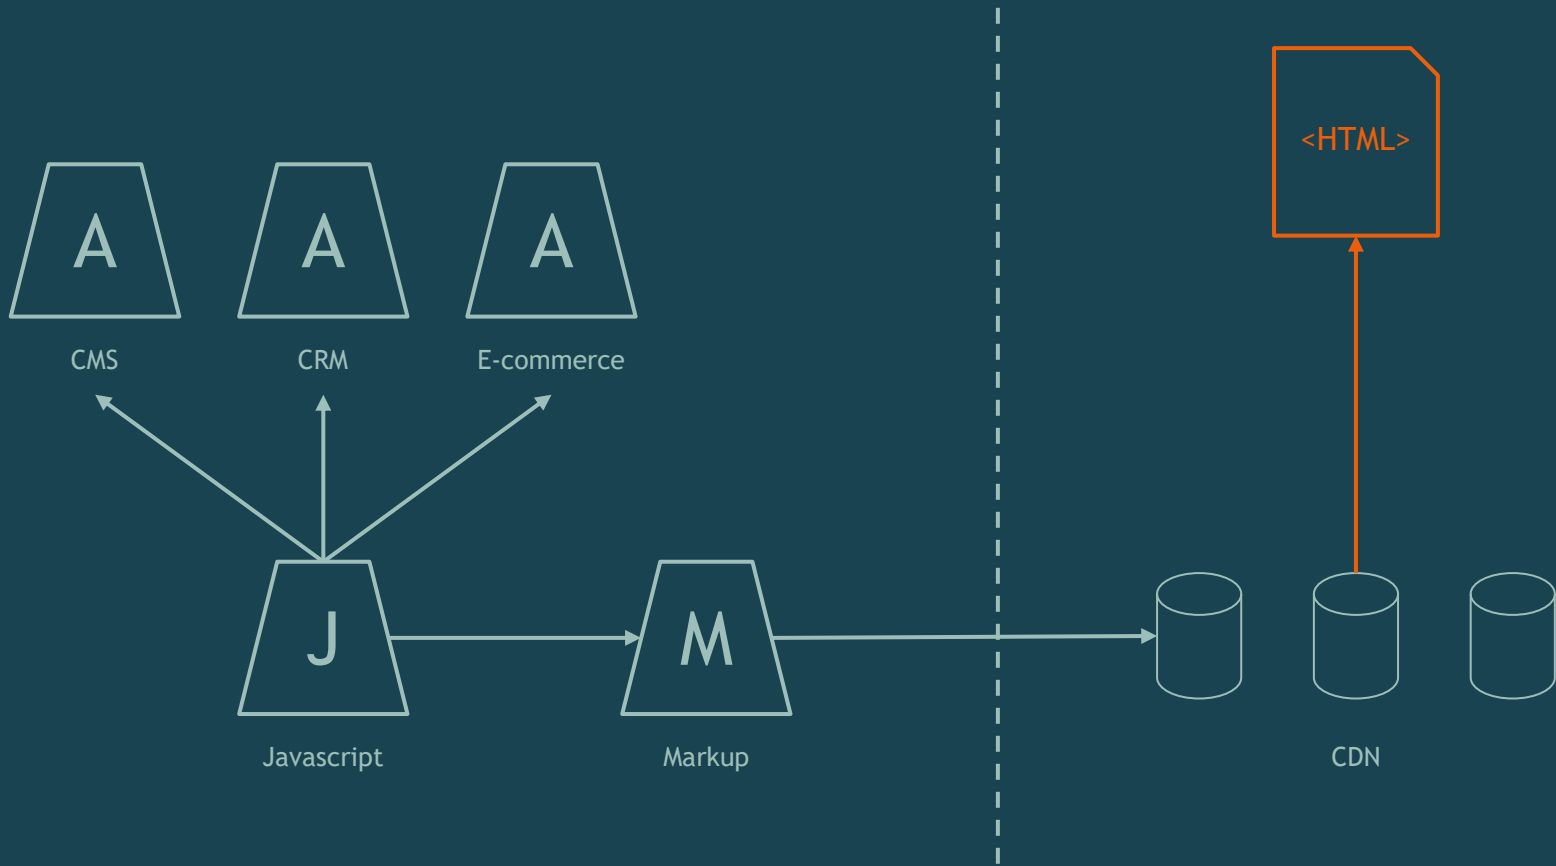 <HTML>
A
A
A
CMS
CRM
E-commerce
J
M
Javascript
Markup
CDN